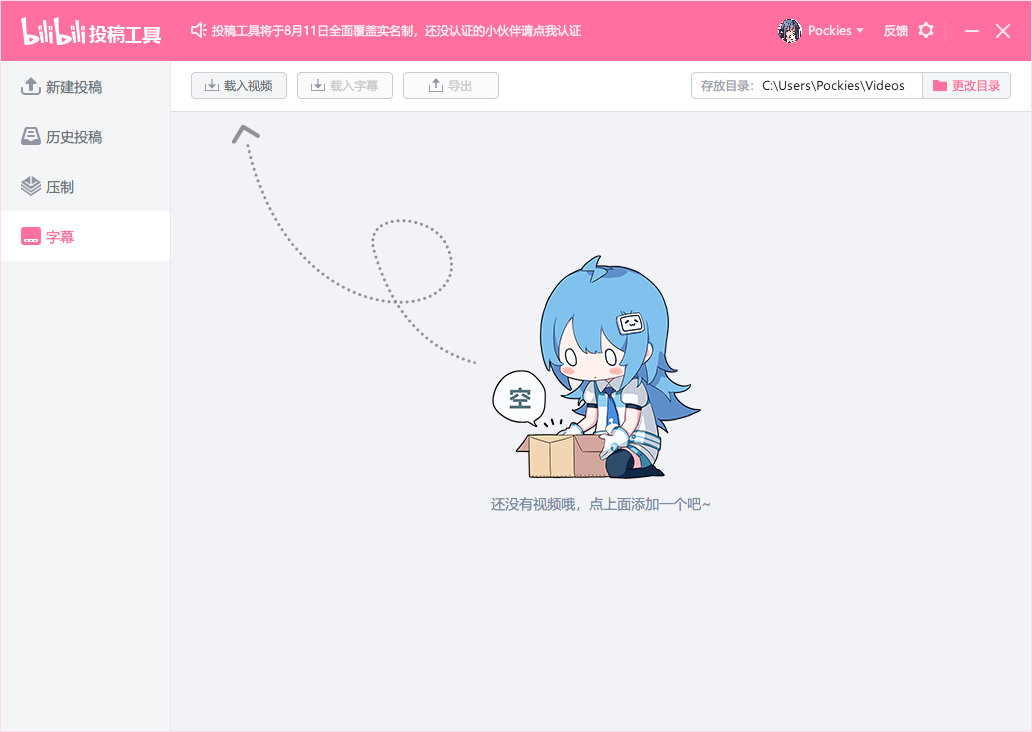 bilibili 投稿工具
投稿工具将于8月11日全面覆盖实名制，还没认证的小伙伴请点我认证
Pockies
反馈
新建投稿
历史投稿
压制
字幕
载入视频
载入字幕
导出
存放目录： C:\Users\Pockies\Videos
更改目录
空
还没有视频哦，点上面添加一个吧~